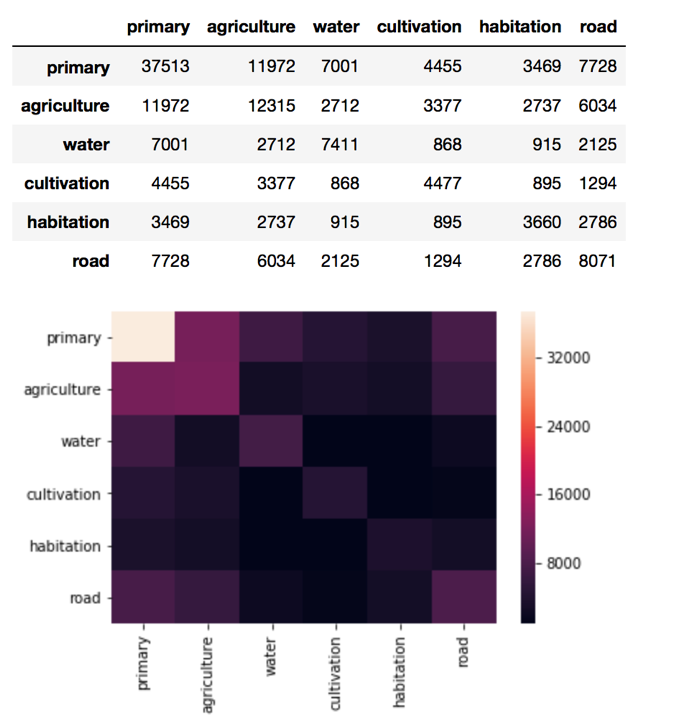 primary agriculture water cultivation habitation road
primary 37513 11972 7001 4455 3469 7728
agriculture 11972 12315 2712 3377 2737 6034
water 7001 2712 7411 868 915 2125
cultivation 4455 3377 868 4477 895 1294
habitation 3469 2737 915 895 3660 2786
road 7728 6034 2125 1294 2786 8071
primary
agriculture
water
cultivation
habitation
road
32000
24000
16000
8000
primary
agriculture
water
cultivation
habitation
road